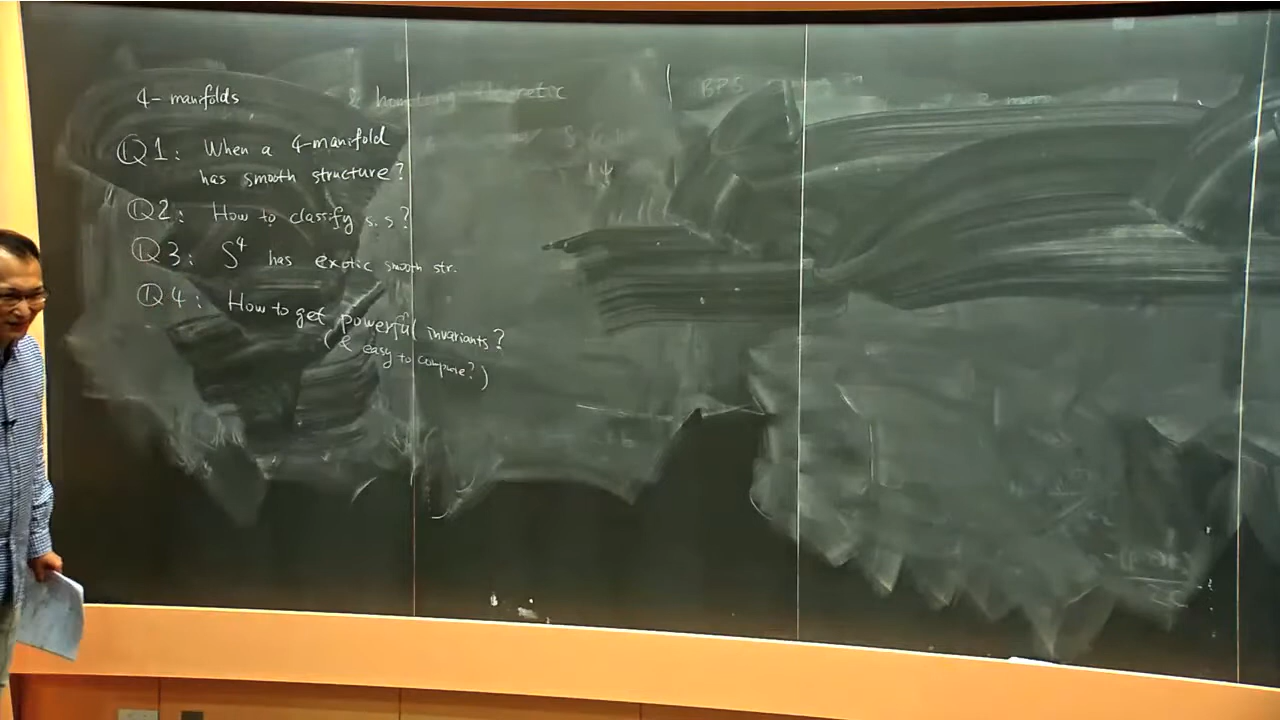 4- manifolds
Q1: When a 4-manifold
has smooth structure?
Q2: How to classify s.s?
Q3: S⁴ has exotic smooth str.
Q4: How to get powerful invariants?
(& easy to compute?)
BPS
ψ